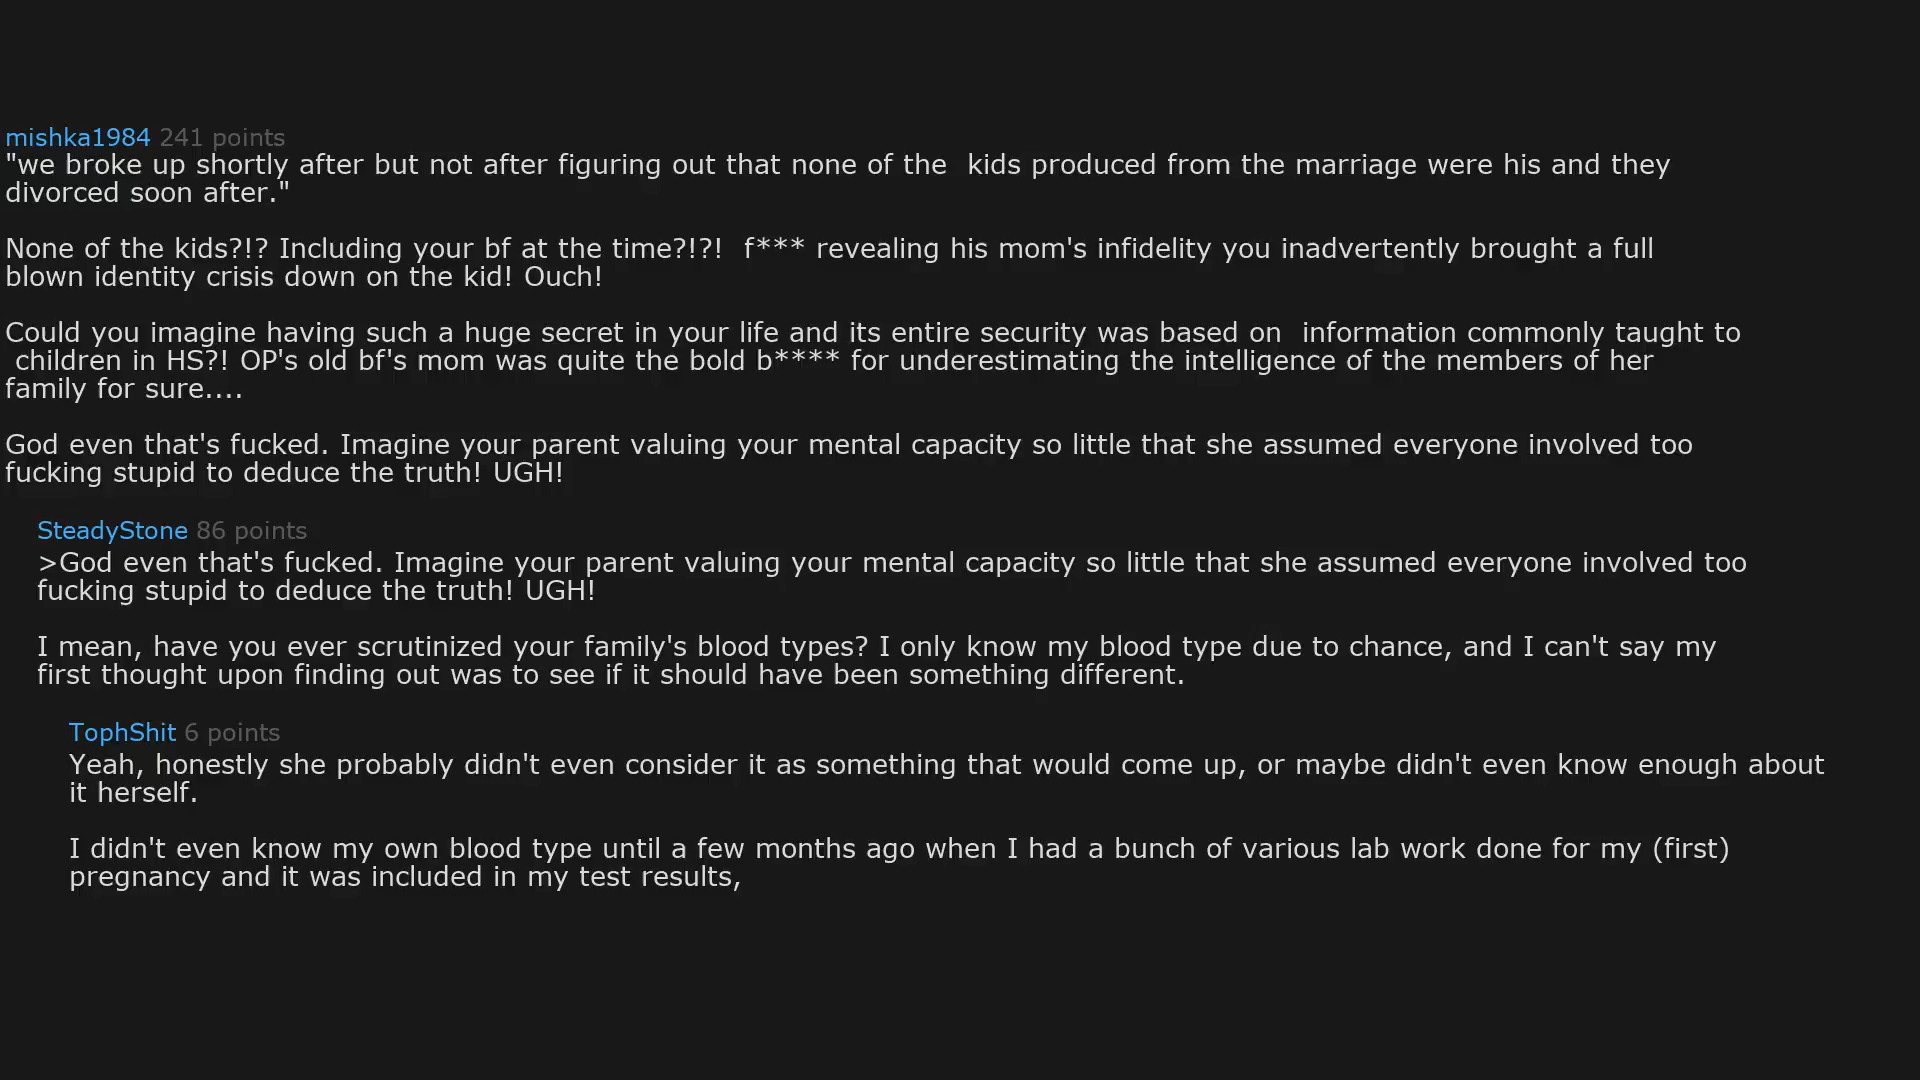 mishka1984 241 points
"we broke up shortly after but not after figuring out that none of the  kids produced from the marriage were his and they
divorced soon after."
None of the kids?!? Including your bf at the time?!?!  f*** revealing his mom's infidelity you inadvertently brought a full
blown identity crisis down on the kid! Ouch!
Could you imagine having such a huge secret in your life and its entire security was based on  information commonly taught to
 children in HS?! OP's old bf's mom was quite the bold b**** for underestimating the intelligence of the members of her
family for sure....
God even that's fucked. Imagine your parent valuing your mental capacity so little that she assumed everyone involved too
fucking stupid to deduce the truth! UGH!
SteadyStone 86 points
>God even that's fucked. Imagine your parent valuing your mental capacity so little that she assumed everyone involved too
fucking stupid to deduce the truth! UGH!
I mean, have you ever scrutinized your family's blood types? I only know my blood type due to chance, and I can't say my
first thought upon finding out was to see if it should have been something different.
TophShit 6 points
Yeah, honestly she probably didn't even consider it as something that would come up, or maybe didn't even know enough about
it herself.
I didn't even know my own blood type until a few months ago when I had a bunch of various lab work done for my (first)
pregnancy and it was included in my test results,